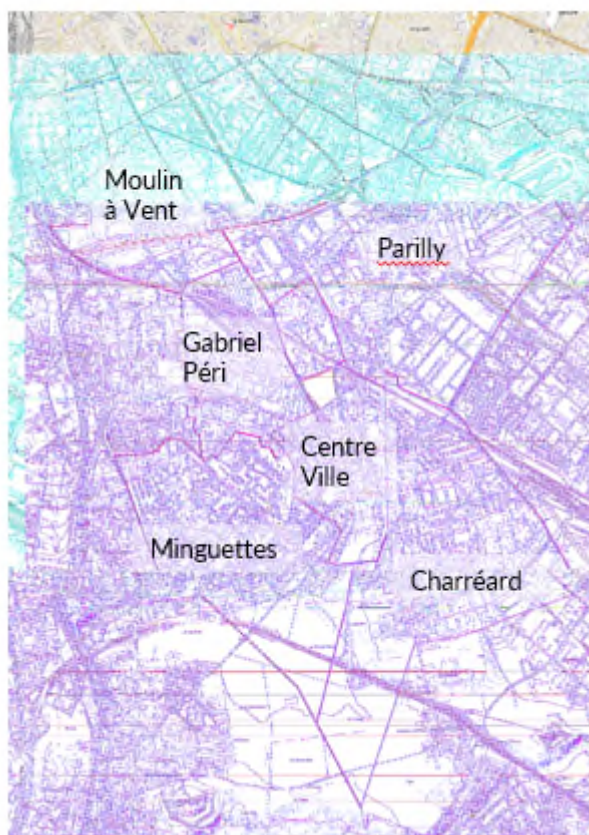 Moulin
à Vent
Parilly
Gabriel
Péri
Centre
Ville
Minguettes
Charréard